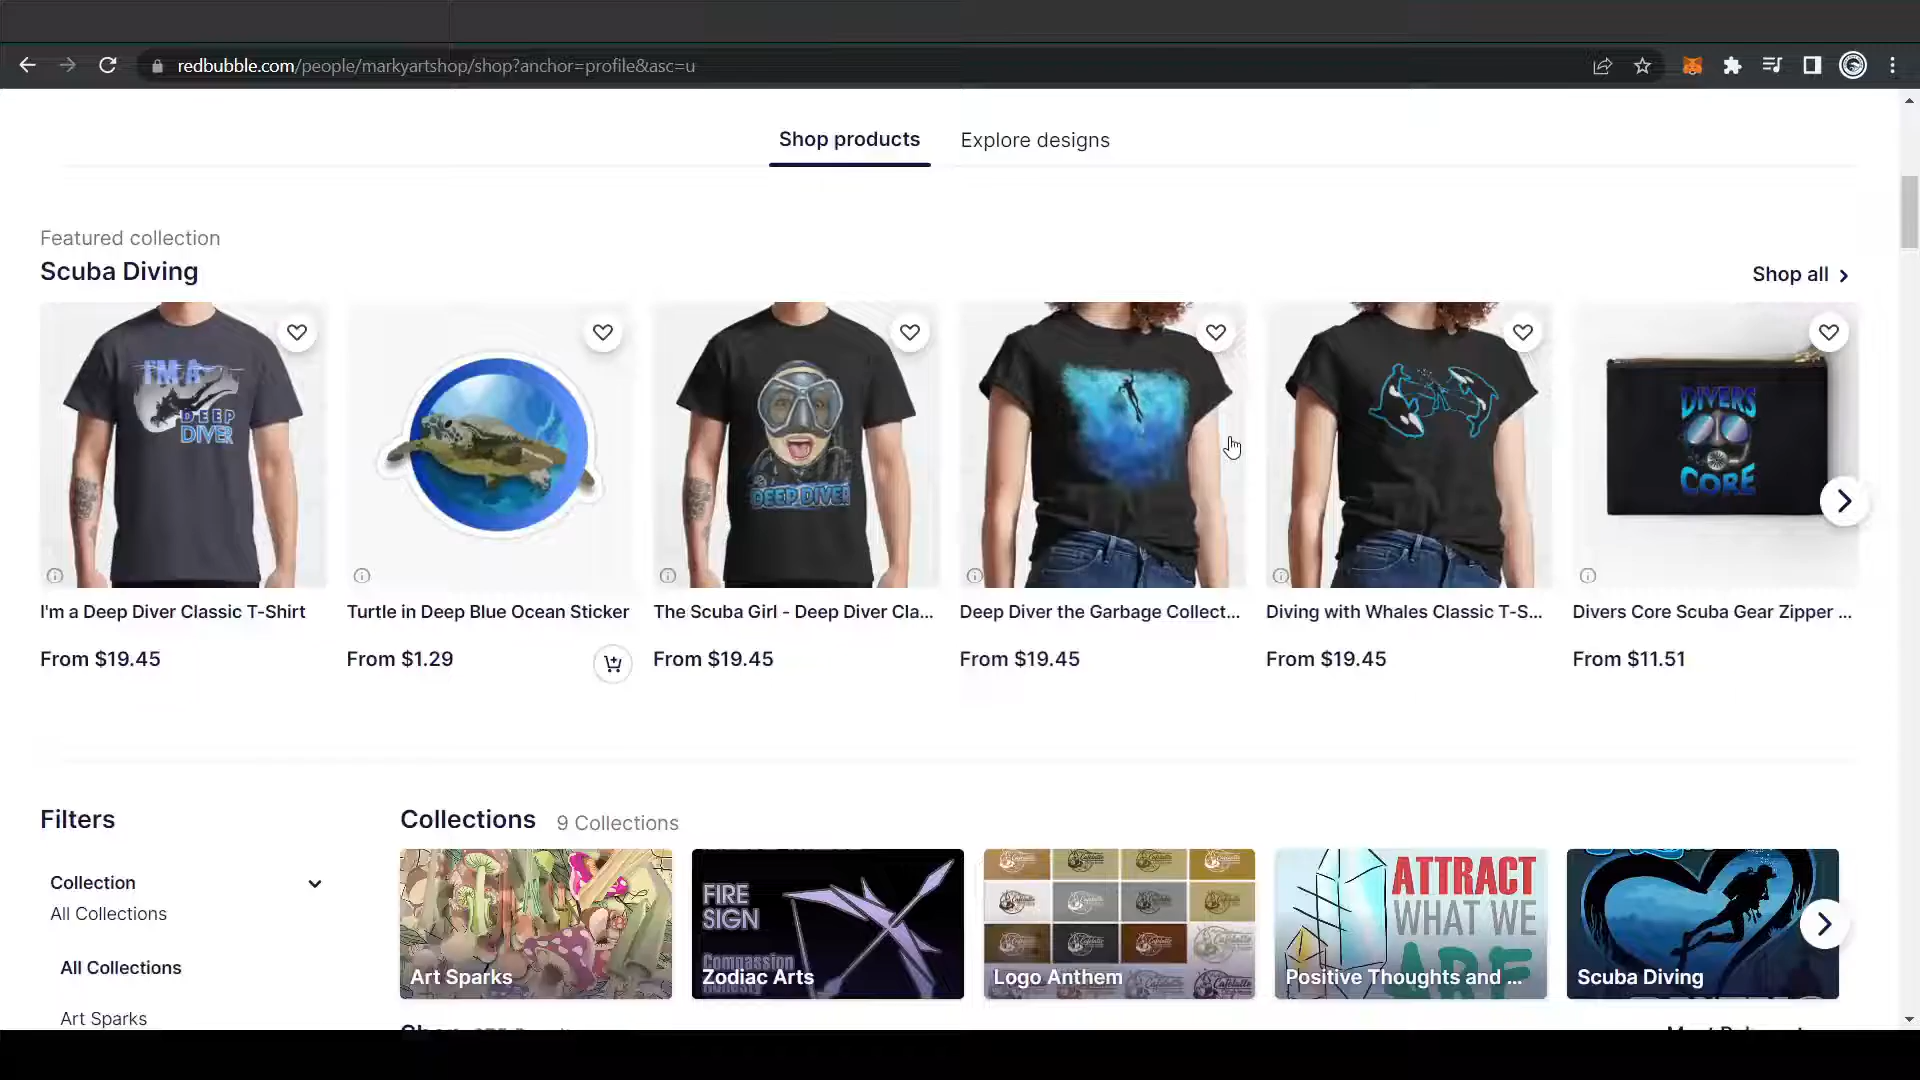 redbubble.com/people/markyartshop/shop?anchor=profile&asc=u
Shop products Explore designs
Featured collection
Scuba Diving
Shop all
I'M A
DEEP
DIVER
DEEP DIVER
DIVERS
CORE
I'm a Deep Diver Classic T-Shirt
Turtle in Deep Blue Ocean Sticker
The Scuba Girl - Deep Diver Cla...
Deep Diver the Garbage Collect...
Diving with Whales Classic T-S...
Divers Core Scuba Gear Zipper ...
From $19.45
From $1.29
From $19.45
From $19.45
From $19.45
From $11.51
Filters
Collections 9 Collections
Collection
All Collections
All Collections
Art Sparks
Art Sparks
FIRE
SIGN
Compassion
Honesty
Zodiac Arts
Logo Anthem
ATTRACT
WHAT WE
ARE
Positive Thoughts and ...
Scuba Diving